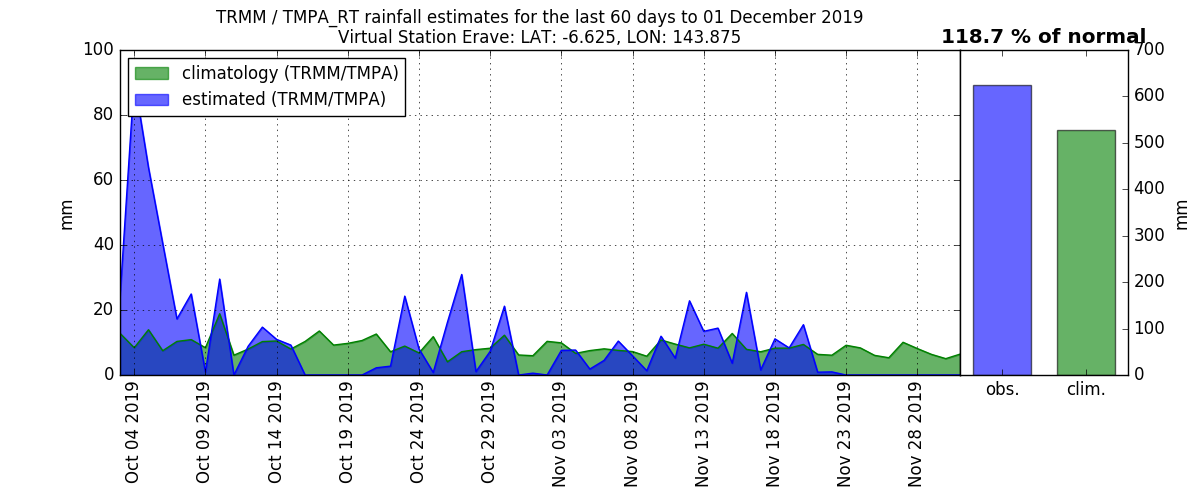 TRMM / TMPA_RT rainfall estimates for the last 60 days to 01 December 2019
Virtual Station Erave: LAT: -6.625, LON: 143.875
118.7 % of normal
climatology (TRMM/TMPA)
estimated (TRMM/TMPA)
100
80
60
40
20
0
mm
Oct 04 2019
Oct 09 2019
Oct 14 2019
Oct 19 2019
Oct 24 2019
Oct 29 2019
Nov 03 2019
Nov 08 2019
Nov 13 2019
Nov 18 2019
Nov 23 2019
Nov 28 2019
700
600
500
400
300
200
100
0
mm
obs.
clim.